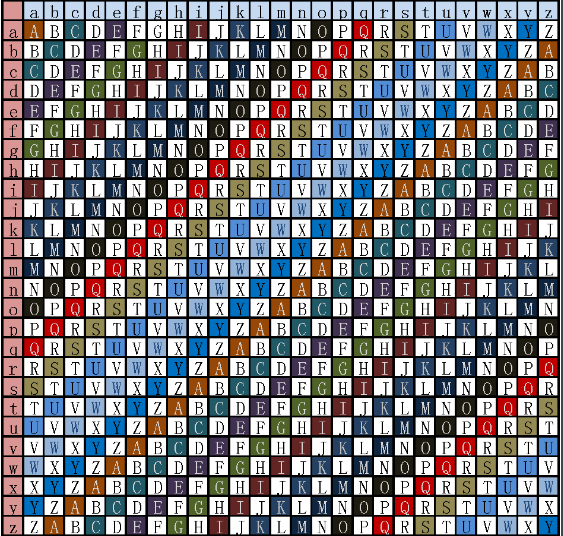 a b c d e f g h i j k l m n o p q r s t u v w x y z
a A B C D E F G H I J K L M N O P Q R S T U V W X Y Z
b B C D E F G H I J K L M N O P Q R S T U V W X Y Z A
c C D E F G H I J K L M N O P Q R S T U V W X Y Z A B
d D E F G H I J K L M N O P Q R S T U V W X Y Z A B C
e E F G H I J K L M N O P Q R S T U V W X Y Z A B C D
f F G H I J K L M N O P Q R S T U V W X Y Z A B C D E
g G H I J K L M N O P Q R S T U V W X Y Z A B C D E F
h H I J K L M N O P Q R S T U V W X Y Z A B C D E F G
i I J K L M N O P Q R S T U V W X Y Z A B C D E F G H
j J K L M N O P Q R S T U V W X Y Z A B C D E F G H I
k K L M N O P Q R S T U V W X Y Z A B C D E F G H I J
l L M N O P Q R S T U V W X Y Z A B C D E F G H I J K
m M N O P Q R S T U V W X Y Z A B C D E F G H I J K L
n N O P Q R S T U V W X Y Z A B C D E F G H I J K L M
o O P Q R S T U V W X Y Z A B C D E F G H I J K L M N
p P Q R S T U V W X Y Z A B C D E F G H I J K L M N O
q Q R S T U V W X Y Z A B C D E F G H I J K L M N O P
r R S T U V W X Y Z A B C D E F G H I J K L M N O P Q
s S T U V W X Y Z A B C D E F G H I J K L M N O P Q R
t T U V W X Y Z A B C D E F G H I J K L M N O P Q R S
u U V W X Y Z A B C D E F G H I J K L M N O P Q R S T
v V W X Y Z A B C D E F G H I J K L M N O P Q R S T U
w W X Y Z A B C D E F G H I J K L M N O P Q R S T U V
x X Y Z A B C D E F G H I J K L M N O P Q R S T U V W
y Y Z A B C D E F G H I J K L M N O P Q R S T U V W X
z Z A B C D E F G H I J K L M N O P Q R S T U V W X Y